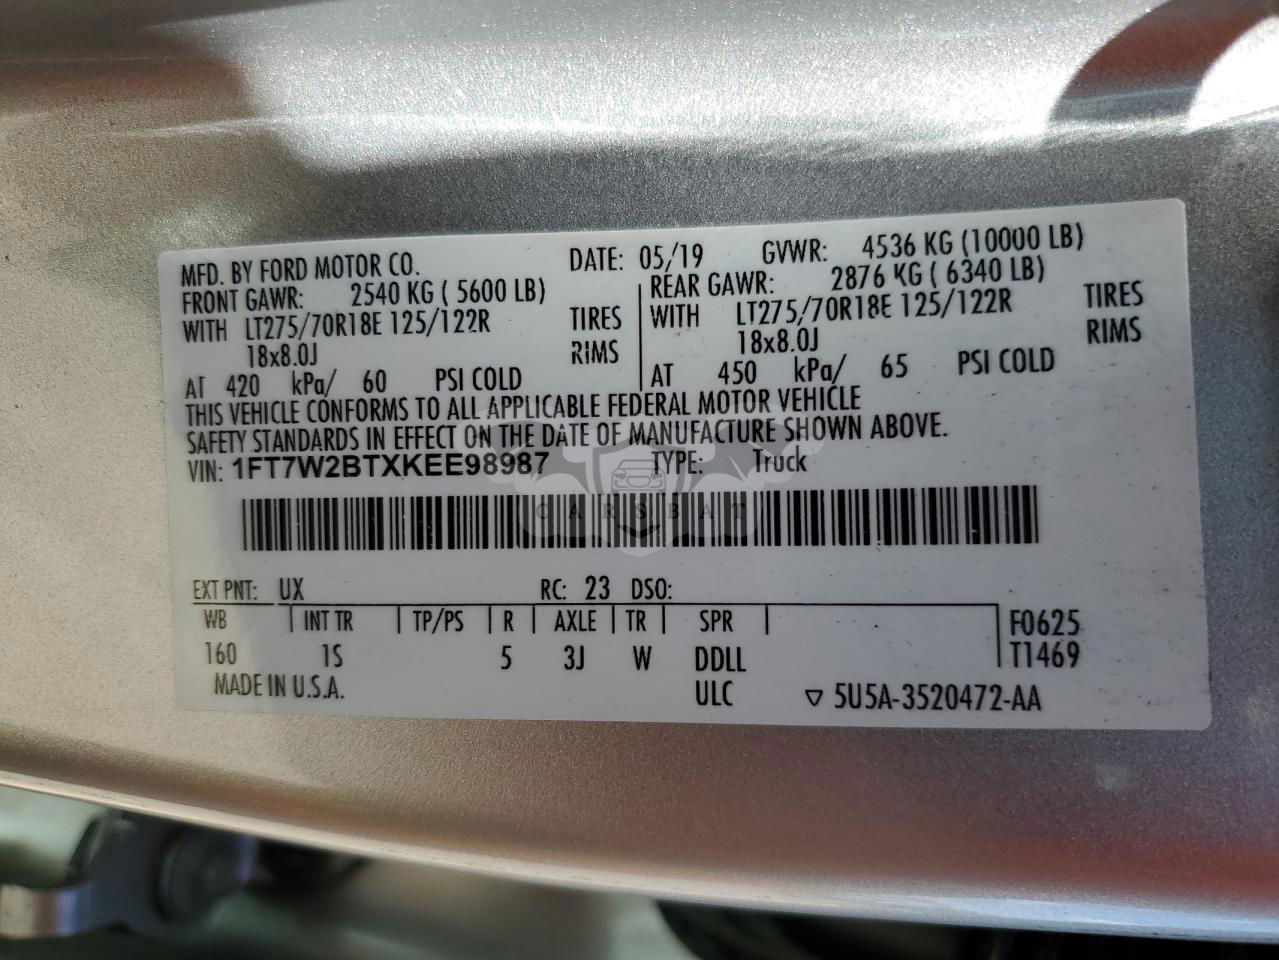 MFD. BY FORD MOTOR CO. DATE: 05/19 GVWR: 4536 KG (10000 LB)
FRONT GAWR: 2540 KG ( 5600 LB) REAR GAWR: 2876 KG ( 6340 LB)
WITH LT275/70R18E 125/122R TIRES WITH LT275/70R18E 125/122R TIRES
18x8.0J RIMS 18x8.0J RIMS
AT 420 kPa/ 60 PSI COLD AT 450 kPa/ 65 PSI COLD
THIS VEHICLE CONFORMS TO ALL APPLICABLE FEDERAL MOTOR VEHICLE
SAFETY STANDARDS IN EFFECT ON THE DATE OF MANUFACTURE SHOWN ABOVE.
VIN: 1FT7W2BTXKEE98987 TYPE: Truck
CARSBAT
EXT PNT: UX RC: 23 DSO:
WB INT TR TP/PS R AXLE TR SPR F0625
160 1S 5 3J W DDLL T1469
MADE IN U.S.A. ULC ▽ 5U5A-3520472-AA